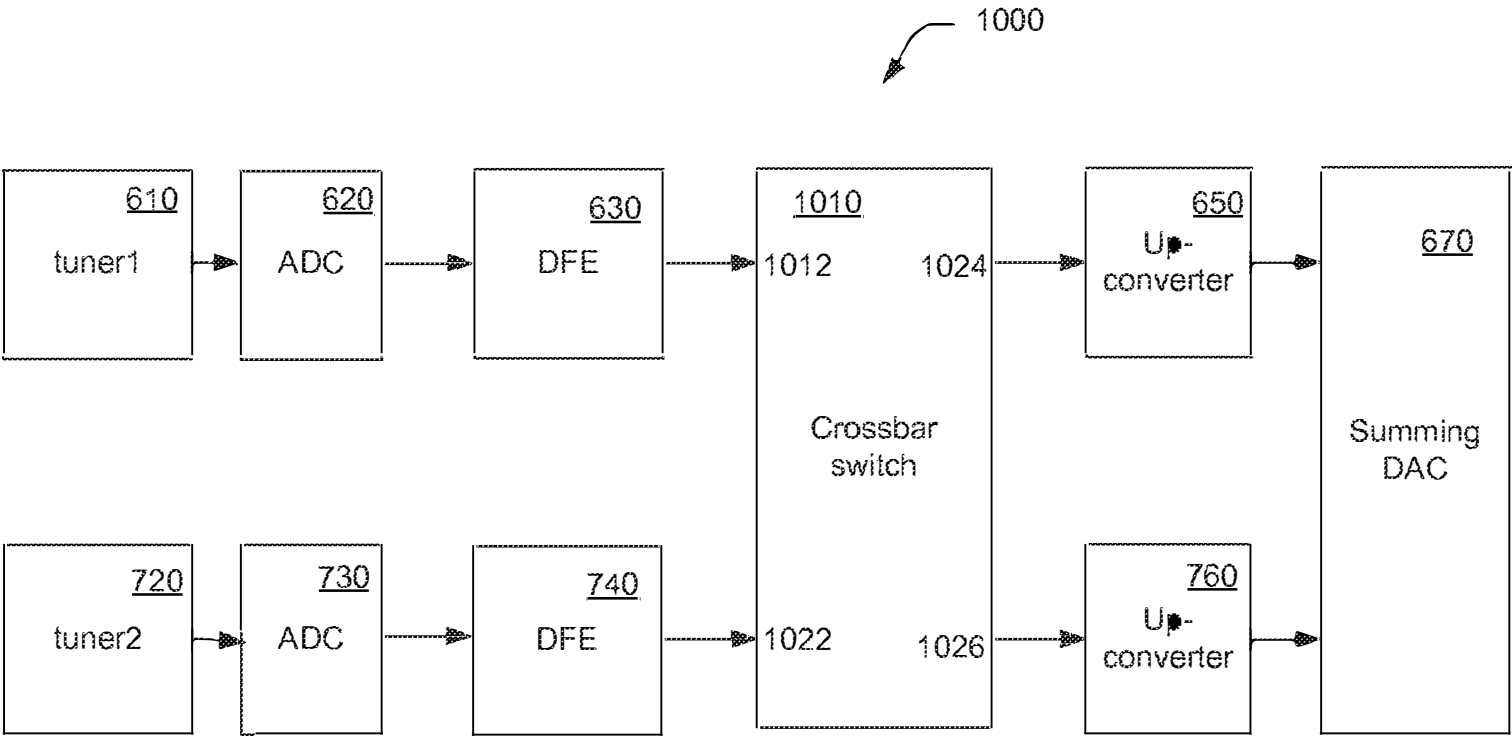 1000
610
tuner1
620
ADC
630
DFE
1010
1012
1024
Crossbar
switch
1022
1026
650
Up-
converter
670
Summing
DAC
720
tuner2
730
ADC
740
DFE
760
Up-
converter